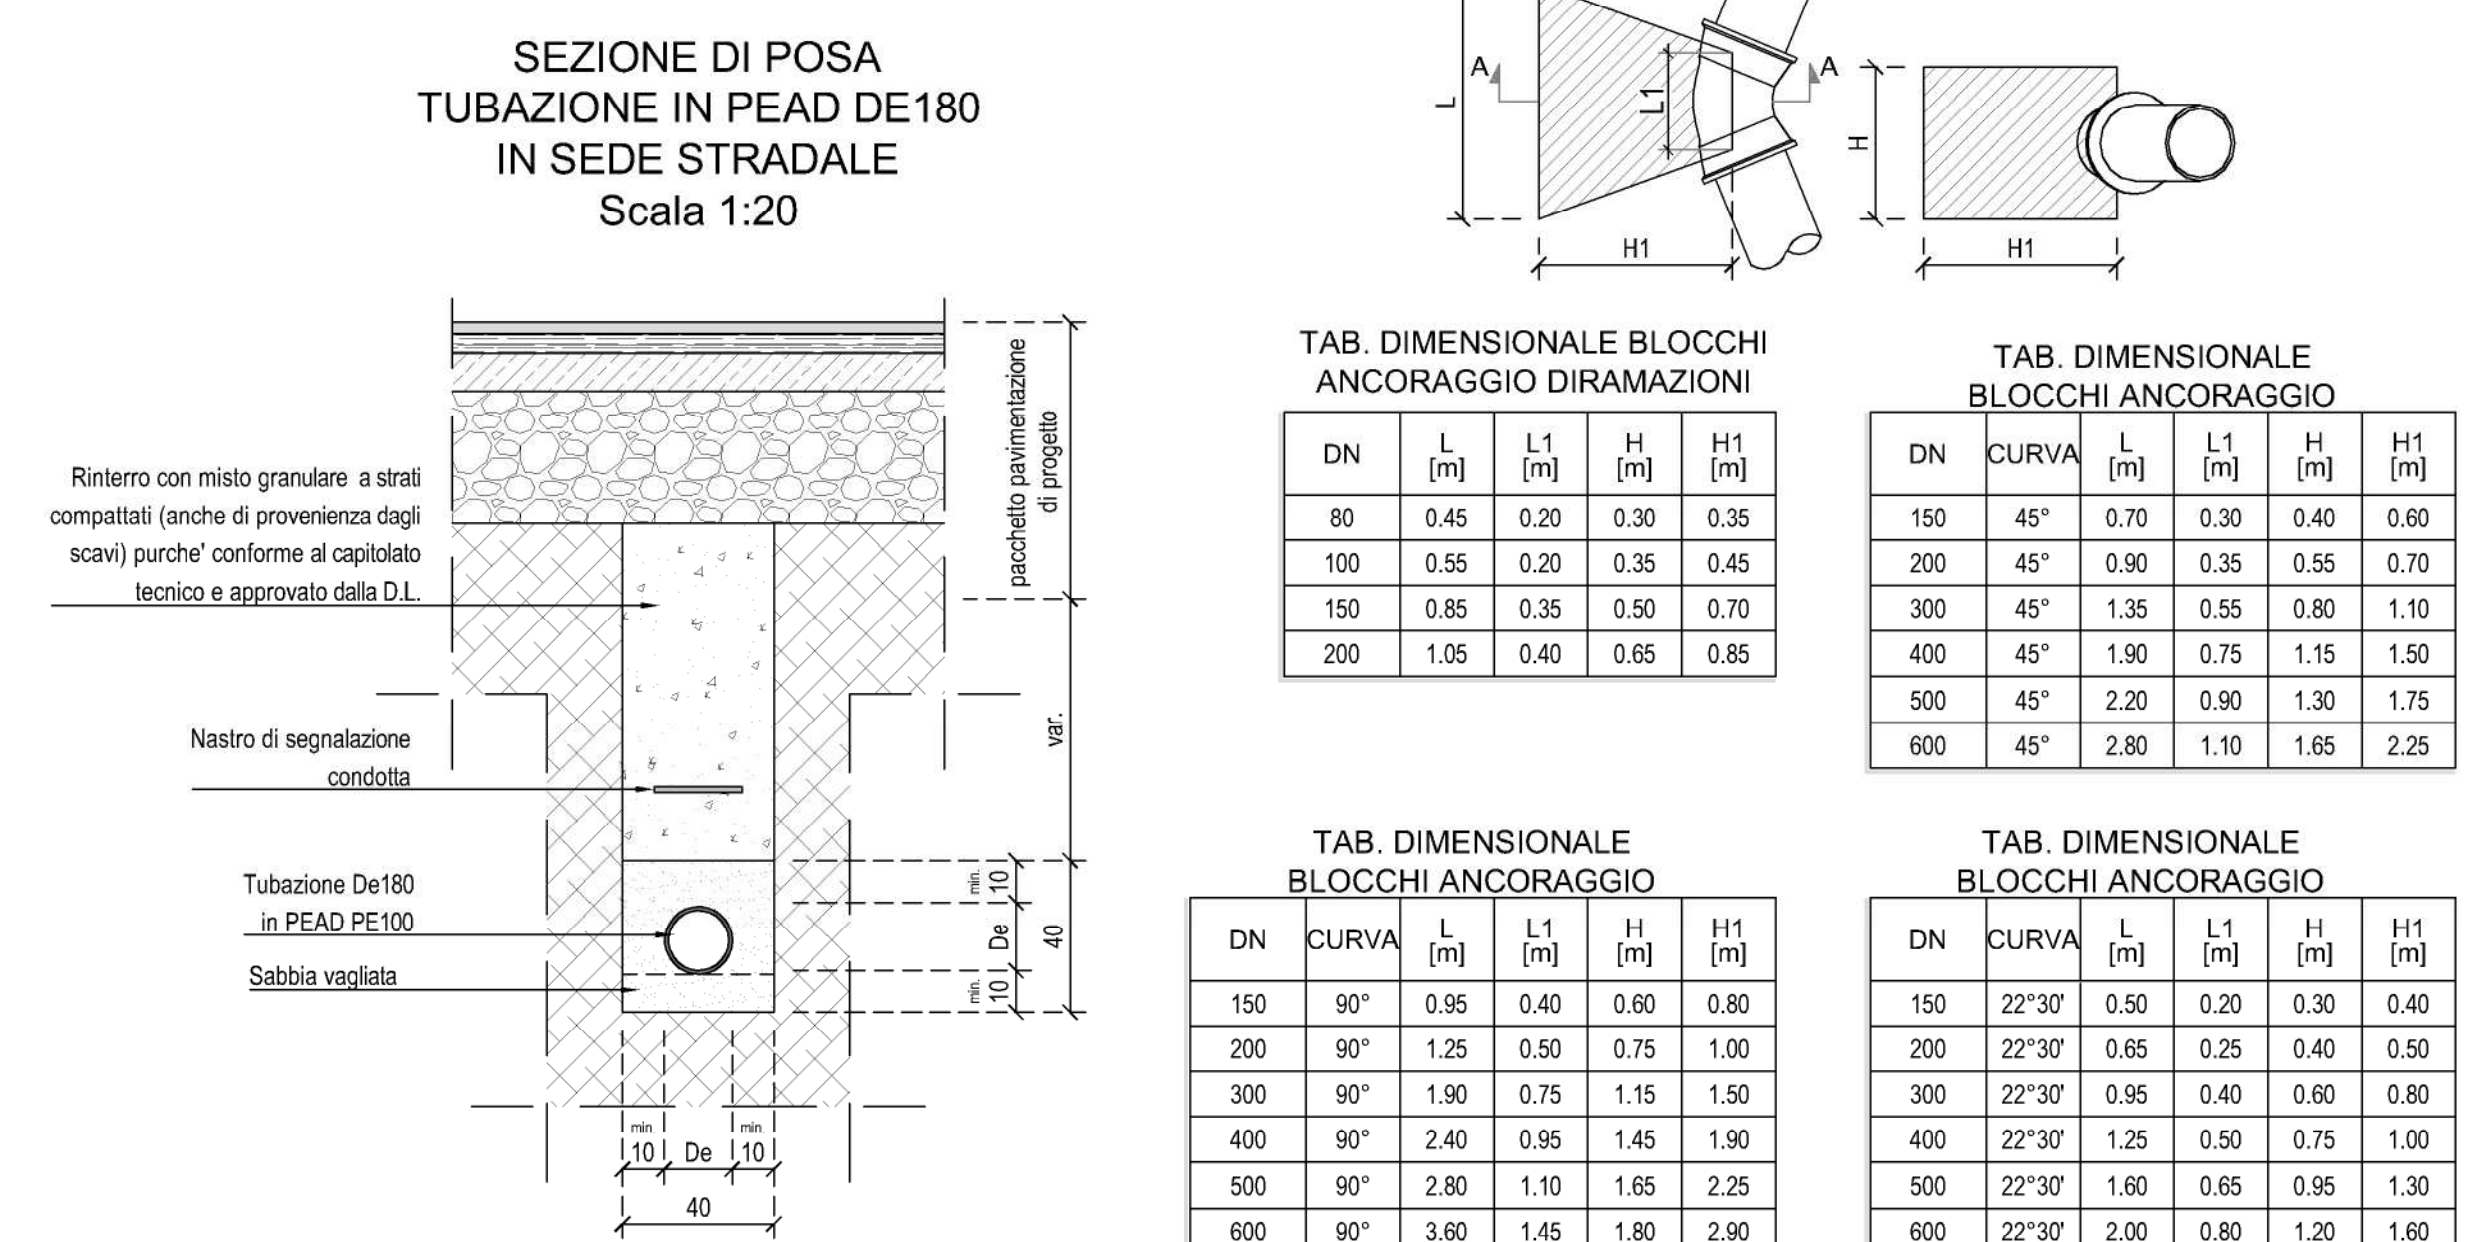 SEZIONE DI POSA
TUBAZIONE IN PEAD DE180
IN SEDE STRADALE
Scala 1:20
pacchetto pavimentazione
di progetto
Rinterro con misto granulare a strati
compattati (anche di provenienza dagli
scavi) purche' conforme al capitolato
tecnico e approvato dalla D.L.
Nastro di segnalazione
condotta
var.
Tubazione De180
in PEAD PE100
Sabbia vagliata
min.
10
De
min.
10
40
min.
10
De
min.
10
40
A
A
L
L1
H1
H
H1
TAB. DIMENSIONALE BLOCCHI
ANCORAGGIO DIRAMAZIONI
DN L [m] L1 [m] H [m] H1 [m]
80 0.45 0.20 0.30 0.35
100 0.55 0.20 0.35 0.45
150 0.85 0.35 0.50 0.70
200 1.05 0.40 0.65 0.85
TAB. DIMENSIONALE
BLOCCHI ANCORAGGIO
DN CURVA L [m] L1 [m] H [m] H1 [m]
150 45° 0.70 0.30 0.40 0.60
200 45° 0.90 0.35 0.55 0.70
300 45° 1.35 0.55 0.80 1.10
400 45° 1.90 0.75 1.15 1.50
500 45° 2.20 0.90 1.30 1.75
600 45° 2.80 1.10 1.65 2.25
TAB. DIMENSIONALE
BLOCCHI ANCORAGGIO
DN CURVA L [m] L1 [m] H [m] H1 [m]
150 90° 0.95 0.40 0.60 0.80
200 90° 1.25 0.50 0.75 1.00
300 90° 1.90 0.75 1.15 1.50
400 90° 2.40 0.95 1.45 1.90
500 90° 2.80 1.10 1.65 2.25
600 90° 3.60 1.45 1.80 2.90
TAB. DIMENSIONALE
BLOCCHI ANCORAGGIO
DN CURVA L [m] L1 [m] H [m] H1 [m]
150 22°30' 0.50 0.20 0.30 0.40
200 22°30' 0.65 0.25 0.40 0.50
300 22°30' 0.95 0.40 0.60 0.80
400 22°30' 1.25 0.50 0.75 1.00
500 22°30' 1.60 0.65 0.95 1.30
600 22°30' 2.00 0.80 1.20 1.60